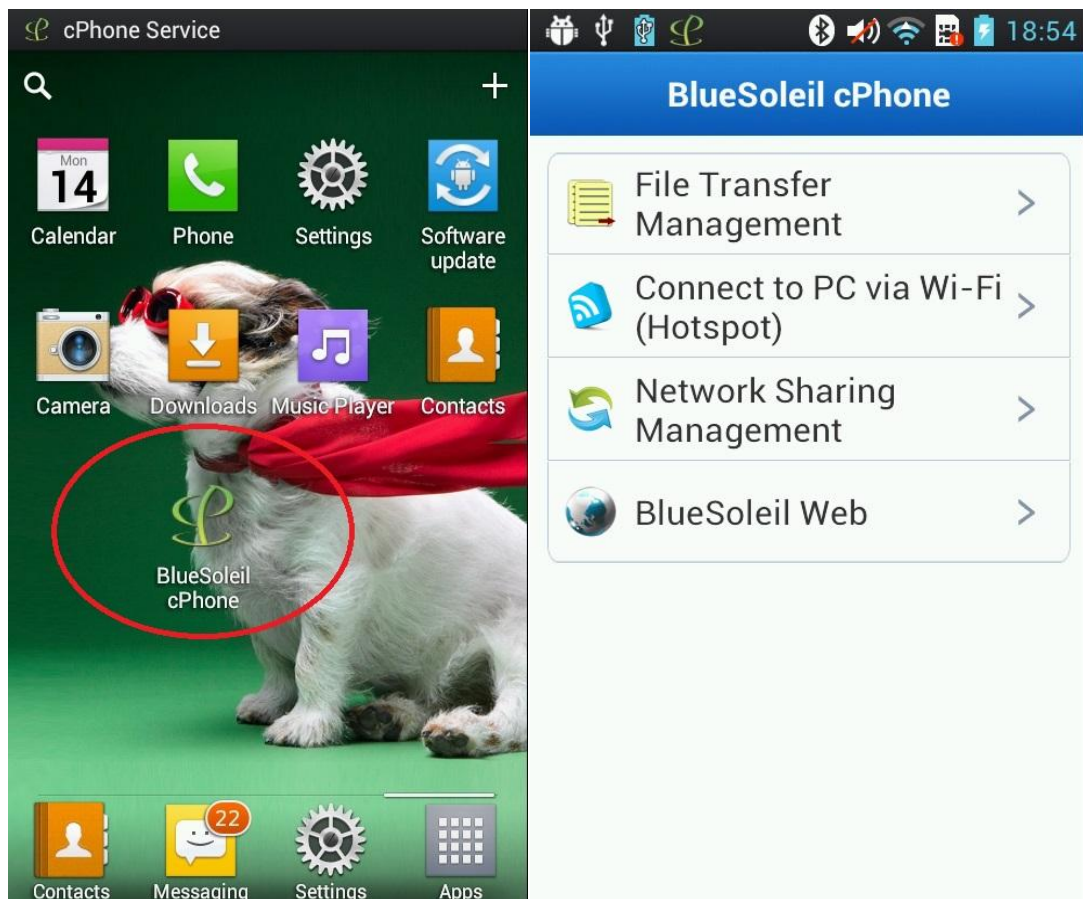 cPhone Service
Mon
14
Calendar
Phone
Settings
Software
update
Camera
Downloads
Music Player
Contacts
BlueSoleil
cPhone
22
Contacts
Messaging
Settings
Apps
18:54
BlueSoleil cPhone
File Transfer
Management
Connect to PC via Wi-Fi
(Hotspot)
Network Sharing
Management
BlueSoleil Web